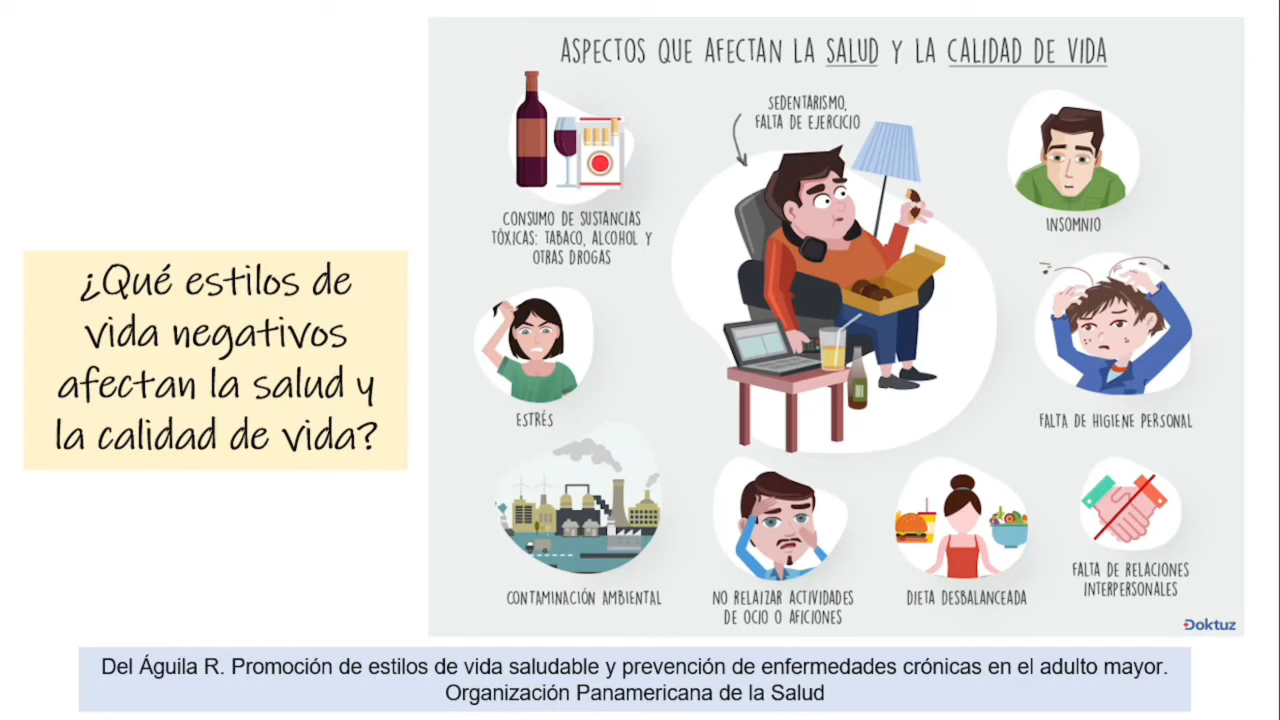 ¿Qué estilos de
vida negativos
afectan la salud y
la calidad de vida?
ASPECTOS QUE AFECTAN LA SALUD Y LA CALIDAD DE VIDA
SEDENTARISMO,
FALTA DE EJERCICIO
CONSUMO DE SUSTANCIAS
TÓXICAS: TABACO, ALCOHOL Y
OTRAS DROGAS
INSOMNIO
ESTRÉS
FALTA DE HIGIENE PERSONAL
CONTAMINACIÓN AMBIENTAL
NO RELAIZAR ACTIVIDADES
DE OCIO O AFICIONES
DIETA DESBALANCEADA
FALTA DE RELACIONES
INTERPERSONALES
Doktuz
Del Águila R. Promoción de estilos de vida saludable y prevención de enfermedades crónicas en el adulto mayor.
Organización Panamericana de la Salud